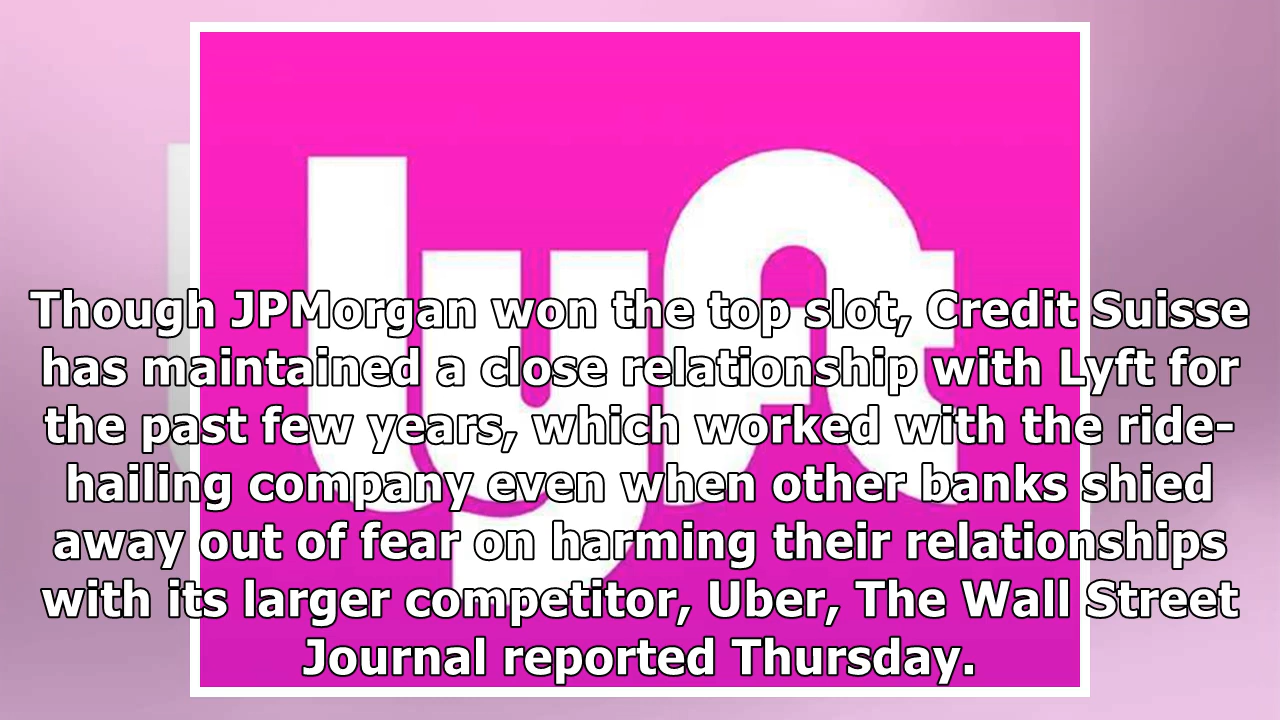 lyft
Though JPMorgan won the top slot, Credit Suisse
has maintained a close relationship with Lyft for
the past few years, which worked with the ride-
hailing company even when other banks shied
away out of fear on harming their relationships
with its larger competitor, Uber, The Wall Street
Journal reported Thursday.